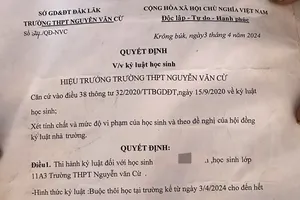 SỞ GD&ĐT ĐĂK LĂK
CỘNG HÒA XÃ HỘI CHỦ NGHĨA VIỆT NAM
TRƯỜNG THPT NGUYỄN VĂN CỪ
Độc lập - Tự do - Hạnh phúc
/QĐ-NVC
Krông búk, ngày3 tháng 4 năm 2024
QUYẾT ĐỊNH
V/v kỷ luật học sinh
HIỆU TRƯỞNG TRƯỜNG THPT NGUYỄN VĂN CỪ
Căn cứ vào điều 38 thông tư 32/2020/TTBGDĐT, ngày 15/9/2020 về kỷ luật
học sinh;
Xét tính chất và mức độ vi phạm của học sinh và theo đề nghị của hội đồng
kỷ luật nhà trường.
QUYẾT ĐỊNH:
Điều1. Thi hành kỷ luật đối với học sinh ,học sinh lớp
11A3 Trường THPT Nguyễn văn Cừ .
-Hình thức kỷ luật :Buộc thôi học tại trường kể từ ngày 3/4/2024 cho đến hết